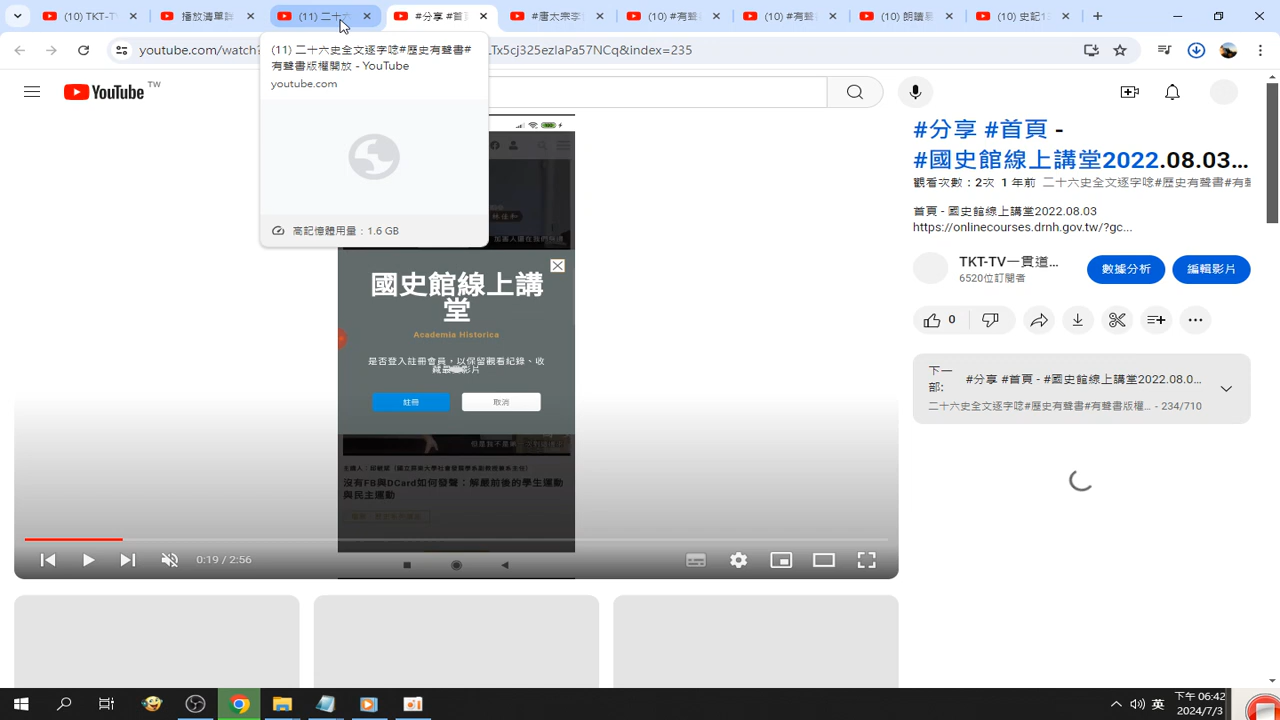 (10) TKT-T
播放清單詳
(11) 二十六
#分享 #首頁
#唐太宗李
(10) #有聲
(10) #有聲
(10) 朗讀易
(10) 史記1
youtube.com/watch?
Tx5cj325ezIaPa57NCq&index=235
(11) 二十六史全文逐字唸#歷史有聲書#
有聲書版權開放 - YouTube
youtube.com
高記憶體用量：1.6 GB
YouTube TW
#分享 #首頁 -
#國史館線上講堂2022.08.03...
觀看次數：2次 1 年前 二十六史全文逐字唸#歷史有聲書#有
首頁 - 國史館線上講堂2022.08.03
https://onlinecourses.drnh.gov.tw/?gc...
TKT-TV一貫道...
6520位訂閱者
數據分析
編輯影片
0
下一部:
#分享 #首頁 - #國史館線上講堂2022.08.0...
二十六史全文逐字唸#歷史有聲書#有聲書版權... - 234/710
國史館線上講
堂
Academia Historica
是否登入註冊會員，以保留觀看紀錄、收
影片
註冊
取消
沒有FB與DCard如何發聲：解嚴前後的學生運動
與民主運動
0:19 / 2:56
英
下午 06:42
2024/7/3